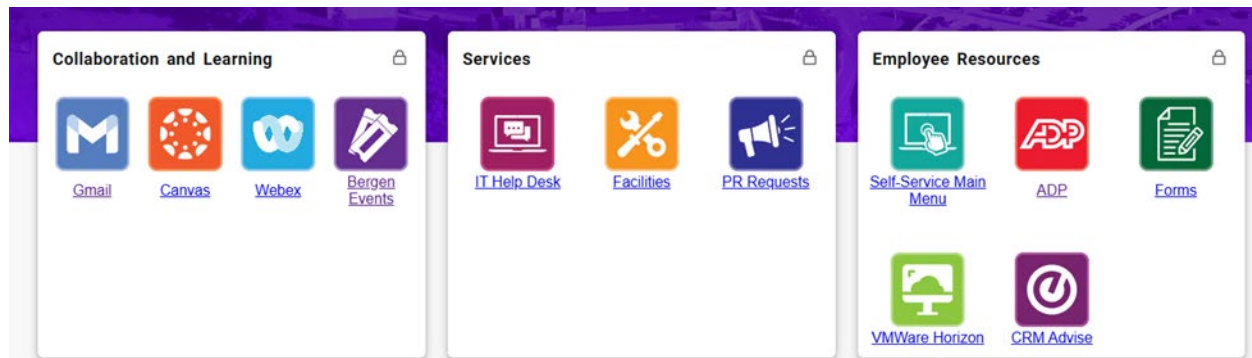 Collaboration and Learning
Gmail
Canvas
Webex
Bergen
Events
Services
IT Help Desk
Facilities
PR Requests
Employee Resources
Self-Service Main
Menu
ADP
ADP
Forms
VMWare Horizon
CRM Advise